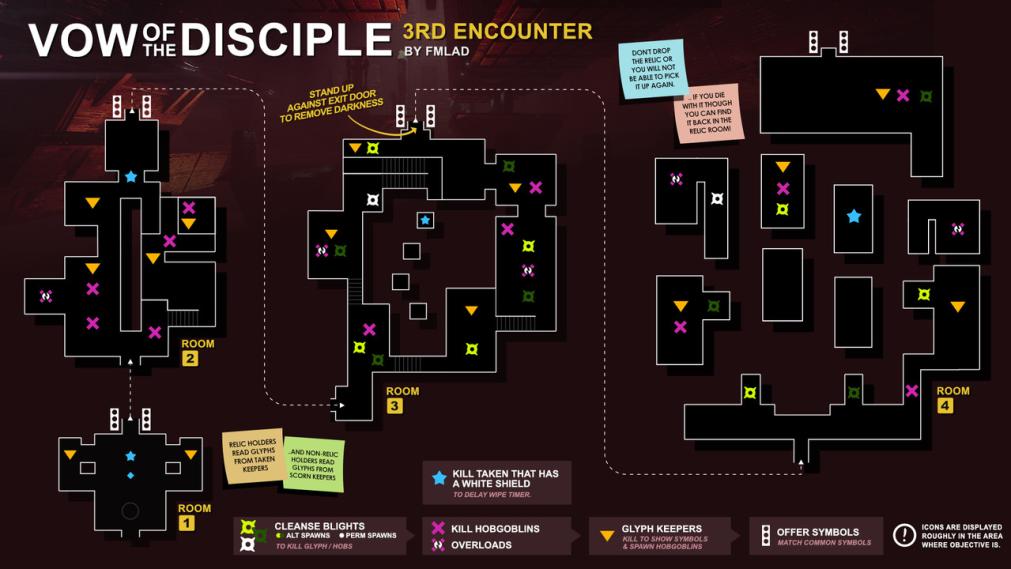 VOW OF THE DISCIPLE
3RD ENCOUNTER
BY FMLAD
STAND UP
AGAINST EXIT DOOR
TO REMOVE DARKNESS
DON'T DROP
THE RELIC OR
YOU WILL NOT
BE ABLE TO PICK
IT UP AGAIN.
... IF YOU DIE
WITH IT THOUGH
YOU CAN FIND
IT BACK IN THE
RELIC ROOM!
ROOM
2
ROOM
3
ROOM
4
RELIC HOLDERS
READ GLYPHS
FROM TAKEN
KEEPERS
...AND NON-RELIC
HOLDERS READ
GLYPHS FROM
SCORN KEEPERS
ROOM
1
KILL TAKEN THAT HAS
A WHITE SHIELD
TO DELAY WIPE TIMER.
CLEANSE BLIGHTS
ALT SPAWNS PERM SPAWNS
TO KILL GLYPH / HOBS
KILL HOBGOBLINS
OVERLOADS
GLYPH KEEPERS
KILL TO SHOW SYMBOLS
& SPAWN HOBGOBLINS
OFFER SYMBOLS
MATCH COMMON SYMBOLS
ICONS ARE DISPLAYED
ROUGHLY IN THE AREA
WHERE OBJECTIVE IS.